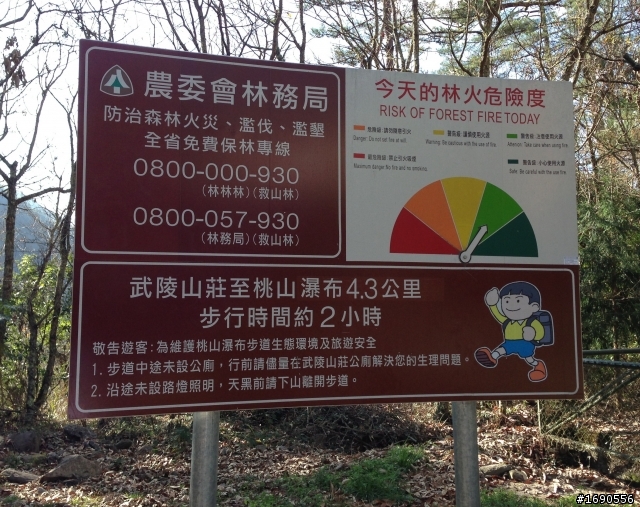 農委會林務局
防治森林火災、濫伐、濫墾
全省免費保林專線
0800-000-930
(林林林)(救山林)
0800-057-930
(林務局)(救山林)
今天的林火危險度
RISK OF FOREST FIRE TODAY
武陵山莊至桃山瀑布4.3公里
步行時間約2小時
敬告遊客:為維護桃山瀑布步道生態環境及旅遊安全
1. 步道中途未設公廁，行前請儘量在武陵山莊公廁解決您的生理問題。
2. 沿途未設路燈照明，天黑前請下山離開步道。
#1690556